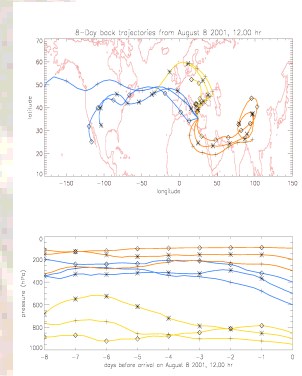 8-Day back trajectories from August 8 2001, 12.00 hr
70
60
50
40
30
20
10
latitude
-150 -100 -50 0 50 100 150
longitude
0
200
400
600
800
1000
pressure (hPa)
-8 -7 -6 -5 -4 -3 -2 -1 0
days before arrival on August 8 2001, 12.00 hr